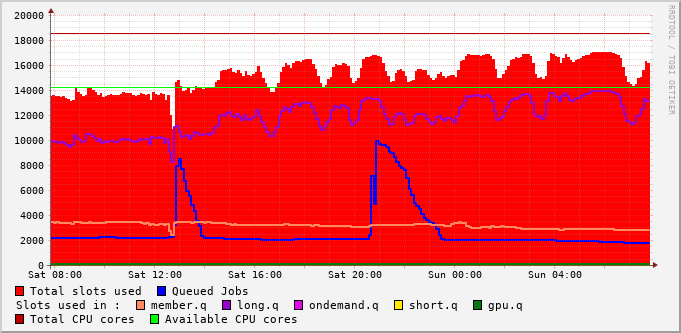 20000
18000
16000
14000
12000
10000
8000
6000
4000
2000
0
Sat 08:00 Sat 12:00 Sat 16:00 Sat 20:00 Sun 00:00 Sun 04:00
Total slots used Queued Jobs
Slots used in : member.q long.q ondemand.q short.q gpu.q
Total CPU cores Available CPU cores
RRDTOOL / TOBI OETIKER